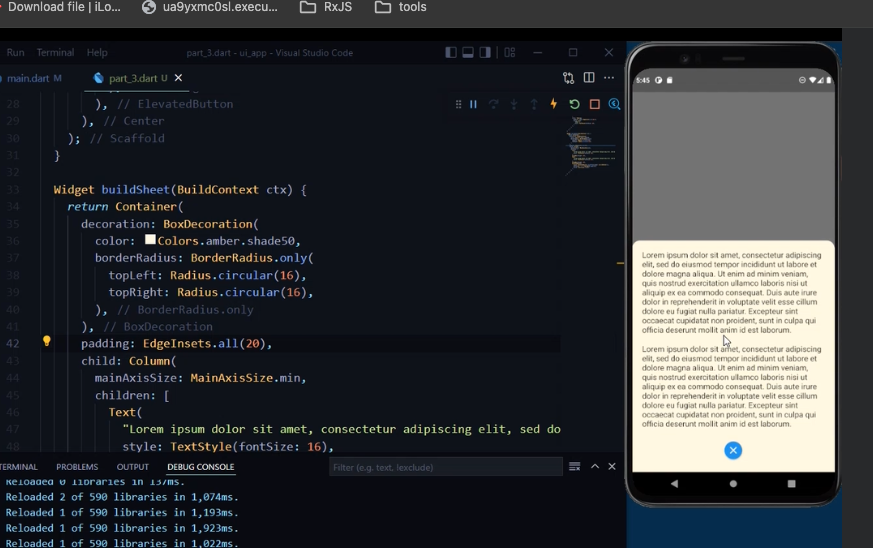 Download file | iLo...
ua9yxmc0sl.execu...
RxJS
tools
Run Terminal Help
part_3.dart - ui_app - Visual Studio Code
main.dart M
part_3.dart U
28 ), // ElevatedButton
29 ), // Center
30 ); // Scaffold
31 }
32
33 Widget buildSheet(BuildContext ctx) {
34 return Container(
35 decoration: BoxDecoration(
36 color: Colors.amber.shade50,
37 borderRadius: BorderRadius.only(
38 topLeft: Radius.circular(16),
39 topRight: Radius.circular(16),
40 ), // BorderRadius.only
41 ), // BoxDecoration
42 padding: EdgeInsets.all(20),
43 child: Column(
44 mainAxisSize: MainAxisSize.min,
45 children: [
46 Text(
47 "Lorem ipsum dolor sit amet, consectetur adipiscing elit, sed do
48 style: TextStyle(fontSize: 16),
TERMINAL PROBLEMS OUTPUT DEBUG CONSOLE
Filter (e.g. text, !exclude)
Reloaded 0 libraries in 137ms.
Reloaded 2 of 590 libraries in 1,074ms.
Reloaded 1 of 590 libraries in 1,193ms.
Reloaded 1 of 590 libraries in 1,923ms.
Reloaded 1 of 590 libraries in 1,022ms.
5:45
Lorem ipsum dolor sit amet, consectetur adipiscing
elit, sed do eiusmod tempor incididunt ut labore et
dolore magna aliqua. Ut enim ad minim veniam,
quis nostrud exercitation ullamco laboris nisi ut
aliquip ex ea commodo consequat. Duis aute irure
dolor in reprehenderit in voluptate velit esse cillum
dolore eu fugiat nulla pariatur. Excepteur sint
occaecat cupidatat non proident, sunt in culpa qui
officia deserunt mollit anim id est laborum.
Lorem ipsum dolor sit amet, consectetur adipiscing
elit, sed do eiusmod tempor incididunt ut labore et
dolore magna aliqua. Ut enim ad minim veniam,
quis nostrud exercitation ullamco laboris nisi ut
aliquip ex ea commodo consequat. Duis aute irure
dolor in reprehenderit in voluptate velit esse cillum
dolore eu fugiat nulla pariatur. Excepteur sint
occaecat cupidatat non proident, sunt in culpa qui
officia deserunt mollit anim id est laborum.